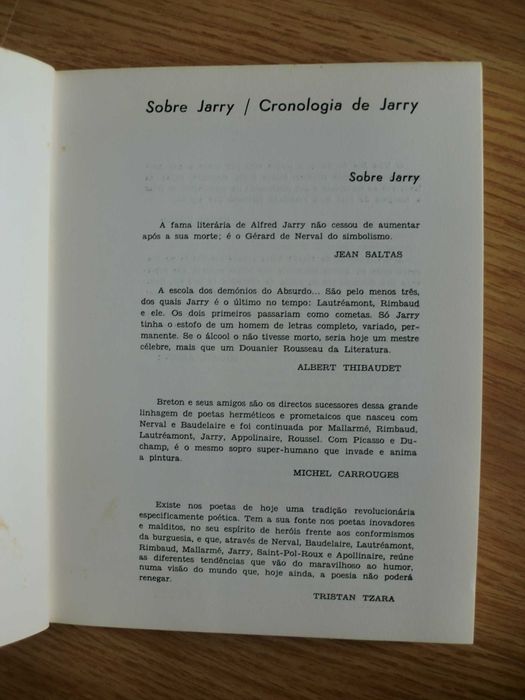 Sobre Jarry / Cronologia de Jarry
Sobre Jarry
A fama literária de Alfred Jarry não cessou de aumentar
após a sua morte; é o Gérard de Nerval do simbolismo.
JEAN SALTAS
A escola dos demónios do Absurdo... São pelo menos três,
dos quais Jarry é o último no tempo: Lautréamont, Rimbaud
e ele. Os dois primeiros passariam como cometas. Só Jarry
tinha o estofo de um homem de letras completo, variado, per-
manente. Se o álcool o não tivesse morto, seria hoje um mestre
célebre, mais que um Douanier Rousseau da Literatura.
ALBERT THIBAUDET
Breton e seus amigos são os directos sucessores dessa grande
linhagem de poetas herméticos e prometaicos que nasceu com
Nerval e Baudelaire e foi continuada por Mallarmé, Rimbaud,
Lautréamont, Jarry, Appolinaire, Roussel. Com Picasso e Du-
champ, é o mesmo sopro super-humano que invade e anima
a pintura.
MICHEL CARROUGES
Existe nos poetas de hoje uma tradição revolucionária
especificamente poética. Tem a sua fonte nos poetas inovadores
e malditos, no seu espírito de heróis frente aos conformismos
da burguesia, e que, através de Nerval, Baudelaire, Lautréamont,
Rimbaud, Mallarmé, Jarry, Saint-Pol-Roux e Apollinaire, reúne
as diferentes tendências que vão do maravilhoso ao humor,
numa visão do mundo que, hoje ainda, a poesia não poderá
renegar.
TRISTAN TZARA